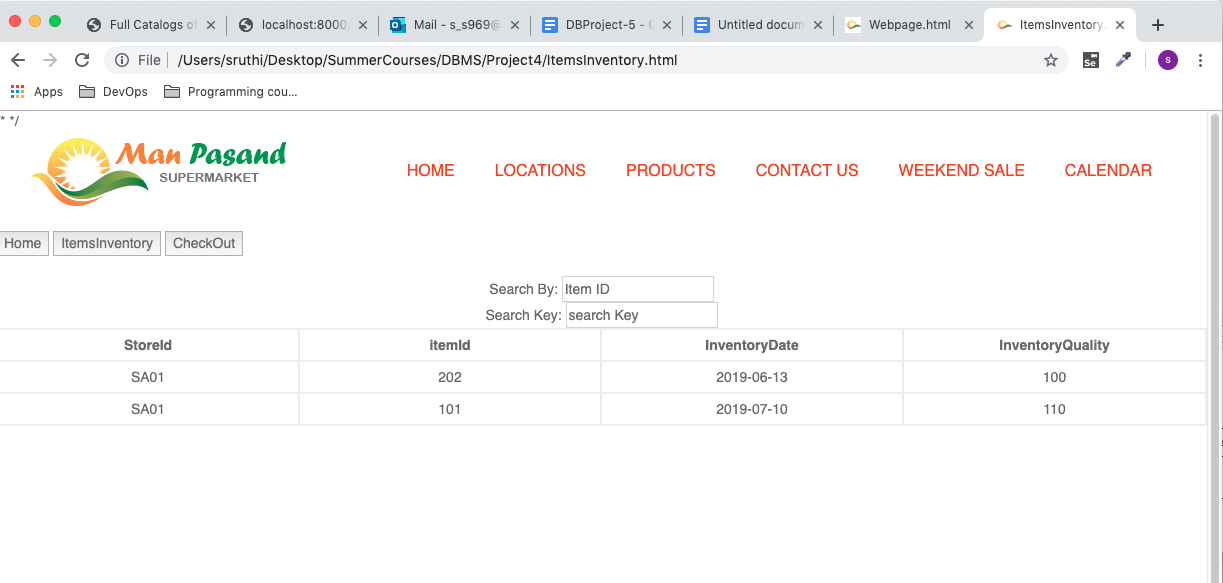 Full Catalogs of
localhost:8000/
Mail - s_s969@
DBProject-5 - G
Untitled docum
Webpage.html
ItemsInventory.
File
/Users/sruthi/Desktop/SummerCourses/DBMS/Project4/ItemsInventory.html
Se
s
Apps
DevOps
Programming cou...
* */
Man Pasand
SUPERMARKET
HOME
LOCATIONS
PRODUCTS
CONTACT US
WEEKEND SALE
CALENDAR
Home
ItemsInventory
CheckOut
Search By: Item ID
Search Key: search Key
StoreId itemId InventoryDate InventoryQuality
SA01 202 2019-06-13 100
SA01 101 2019-07-10 110